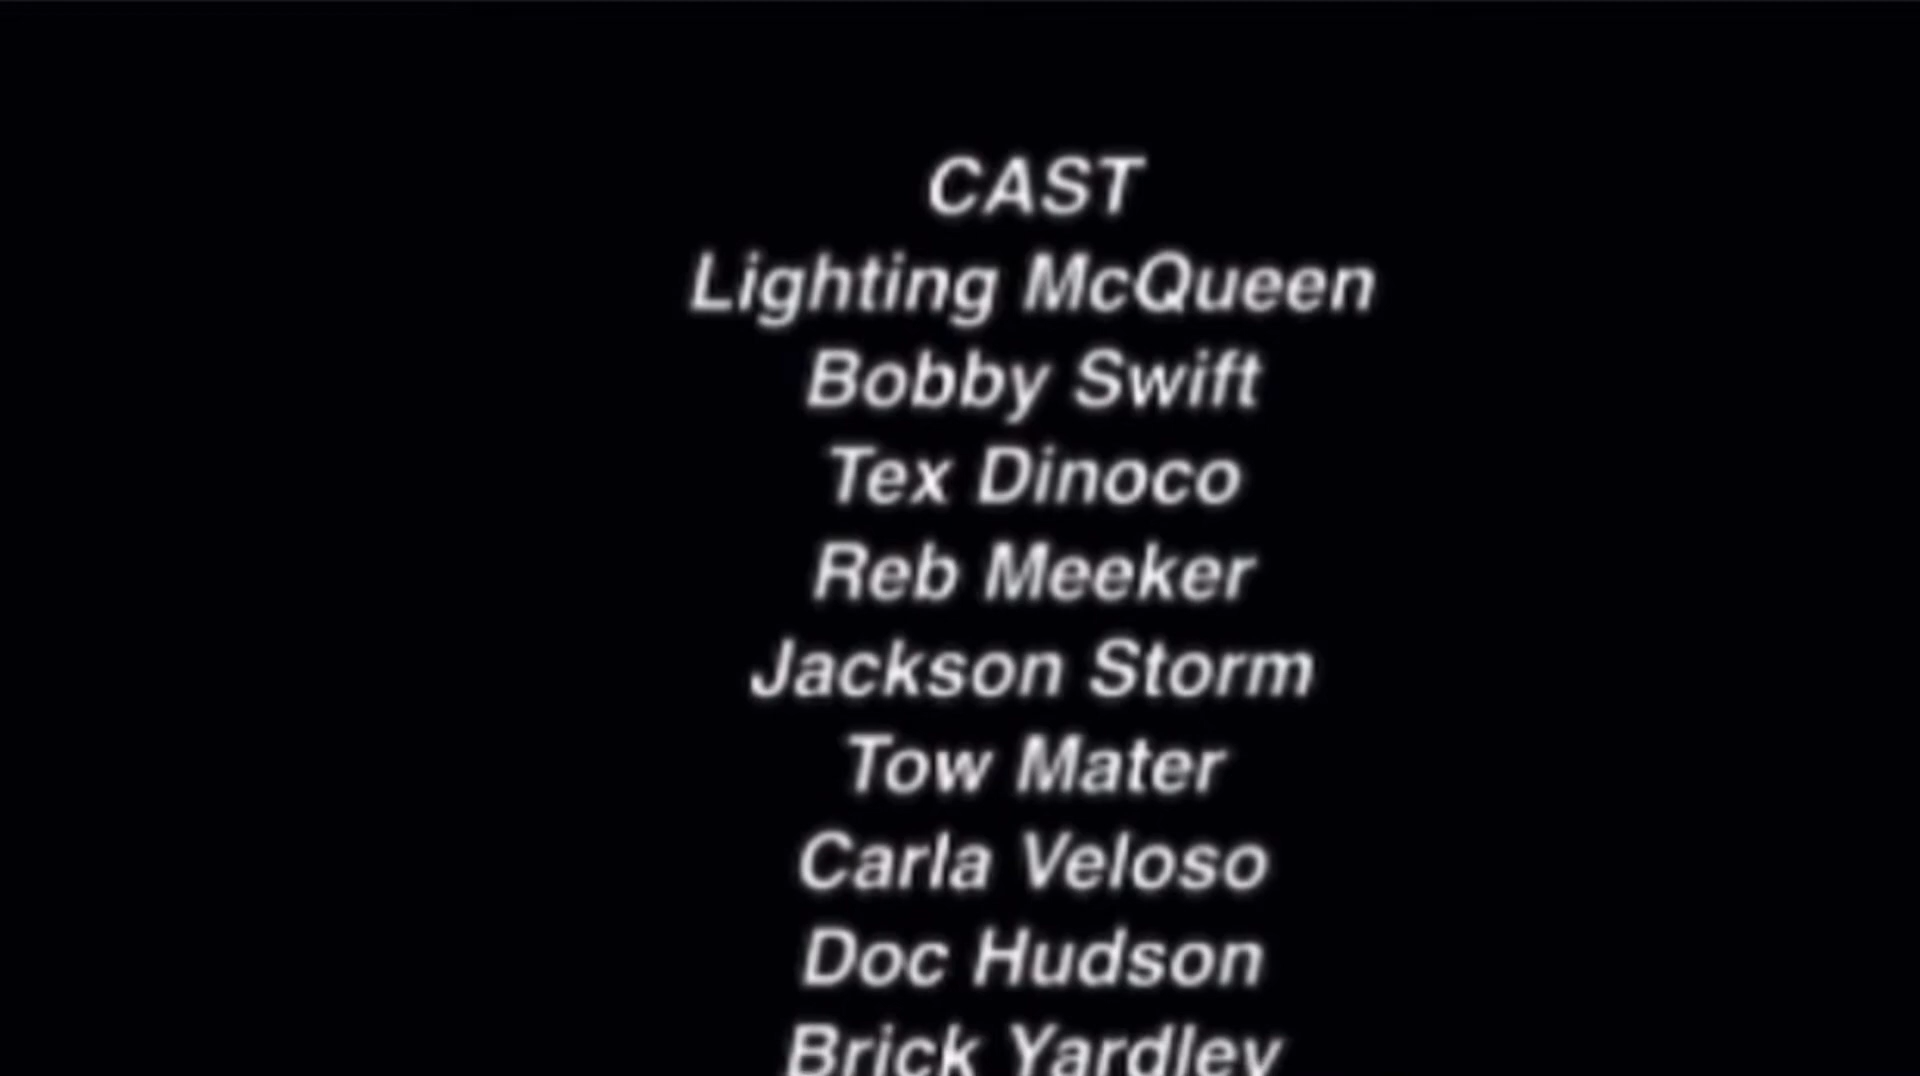 CAST
Lighting McQueen
Bobby Swift
Tex Dinoco
Reb Meeker
Jackson Storm
Tow Mater
Carla Veloso
Doc Hudson
Brick Yardley